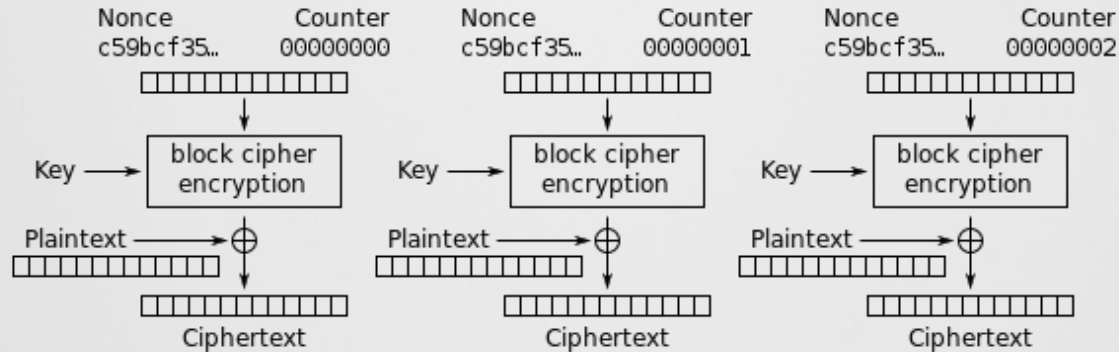 Nonce Counter Nonce Counter Nonce Counter
c59bcf35… 00000000 c59bcf35… 00000001 c59bcf35… 00000002
Key block cipher encryption Key block cipher encryption Key block cipher encryption
Plaintext Plaintext Plaintext
Ciphertext Ciphertext Ciphertext